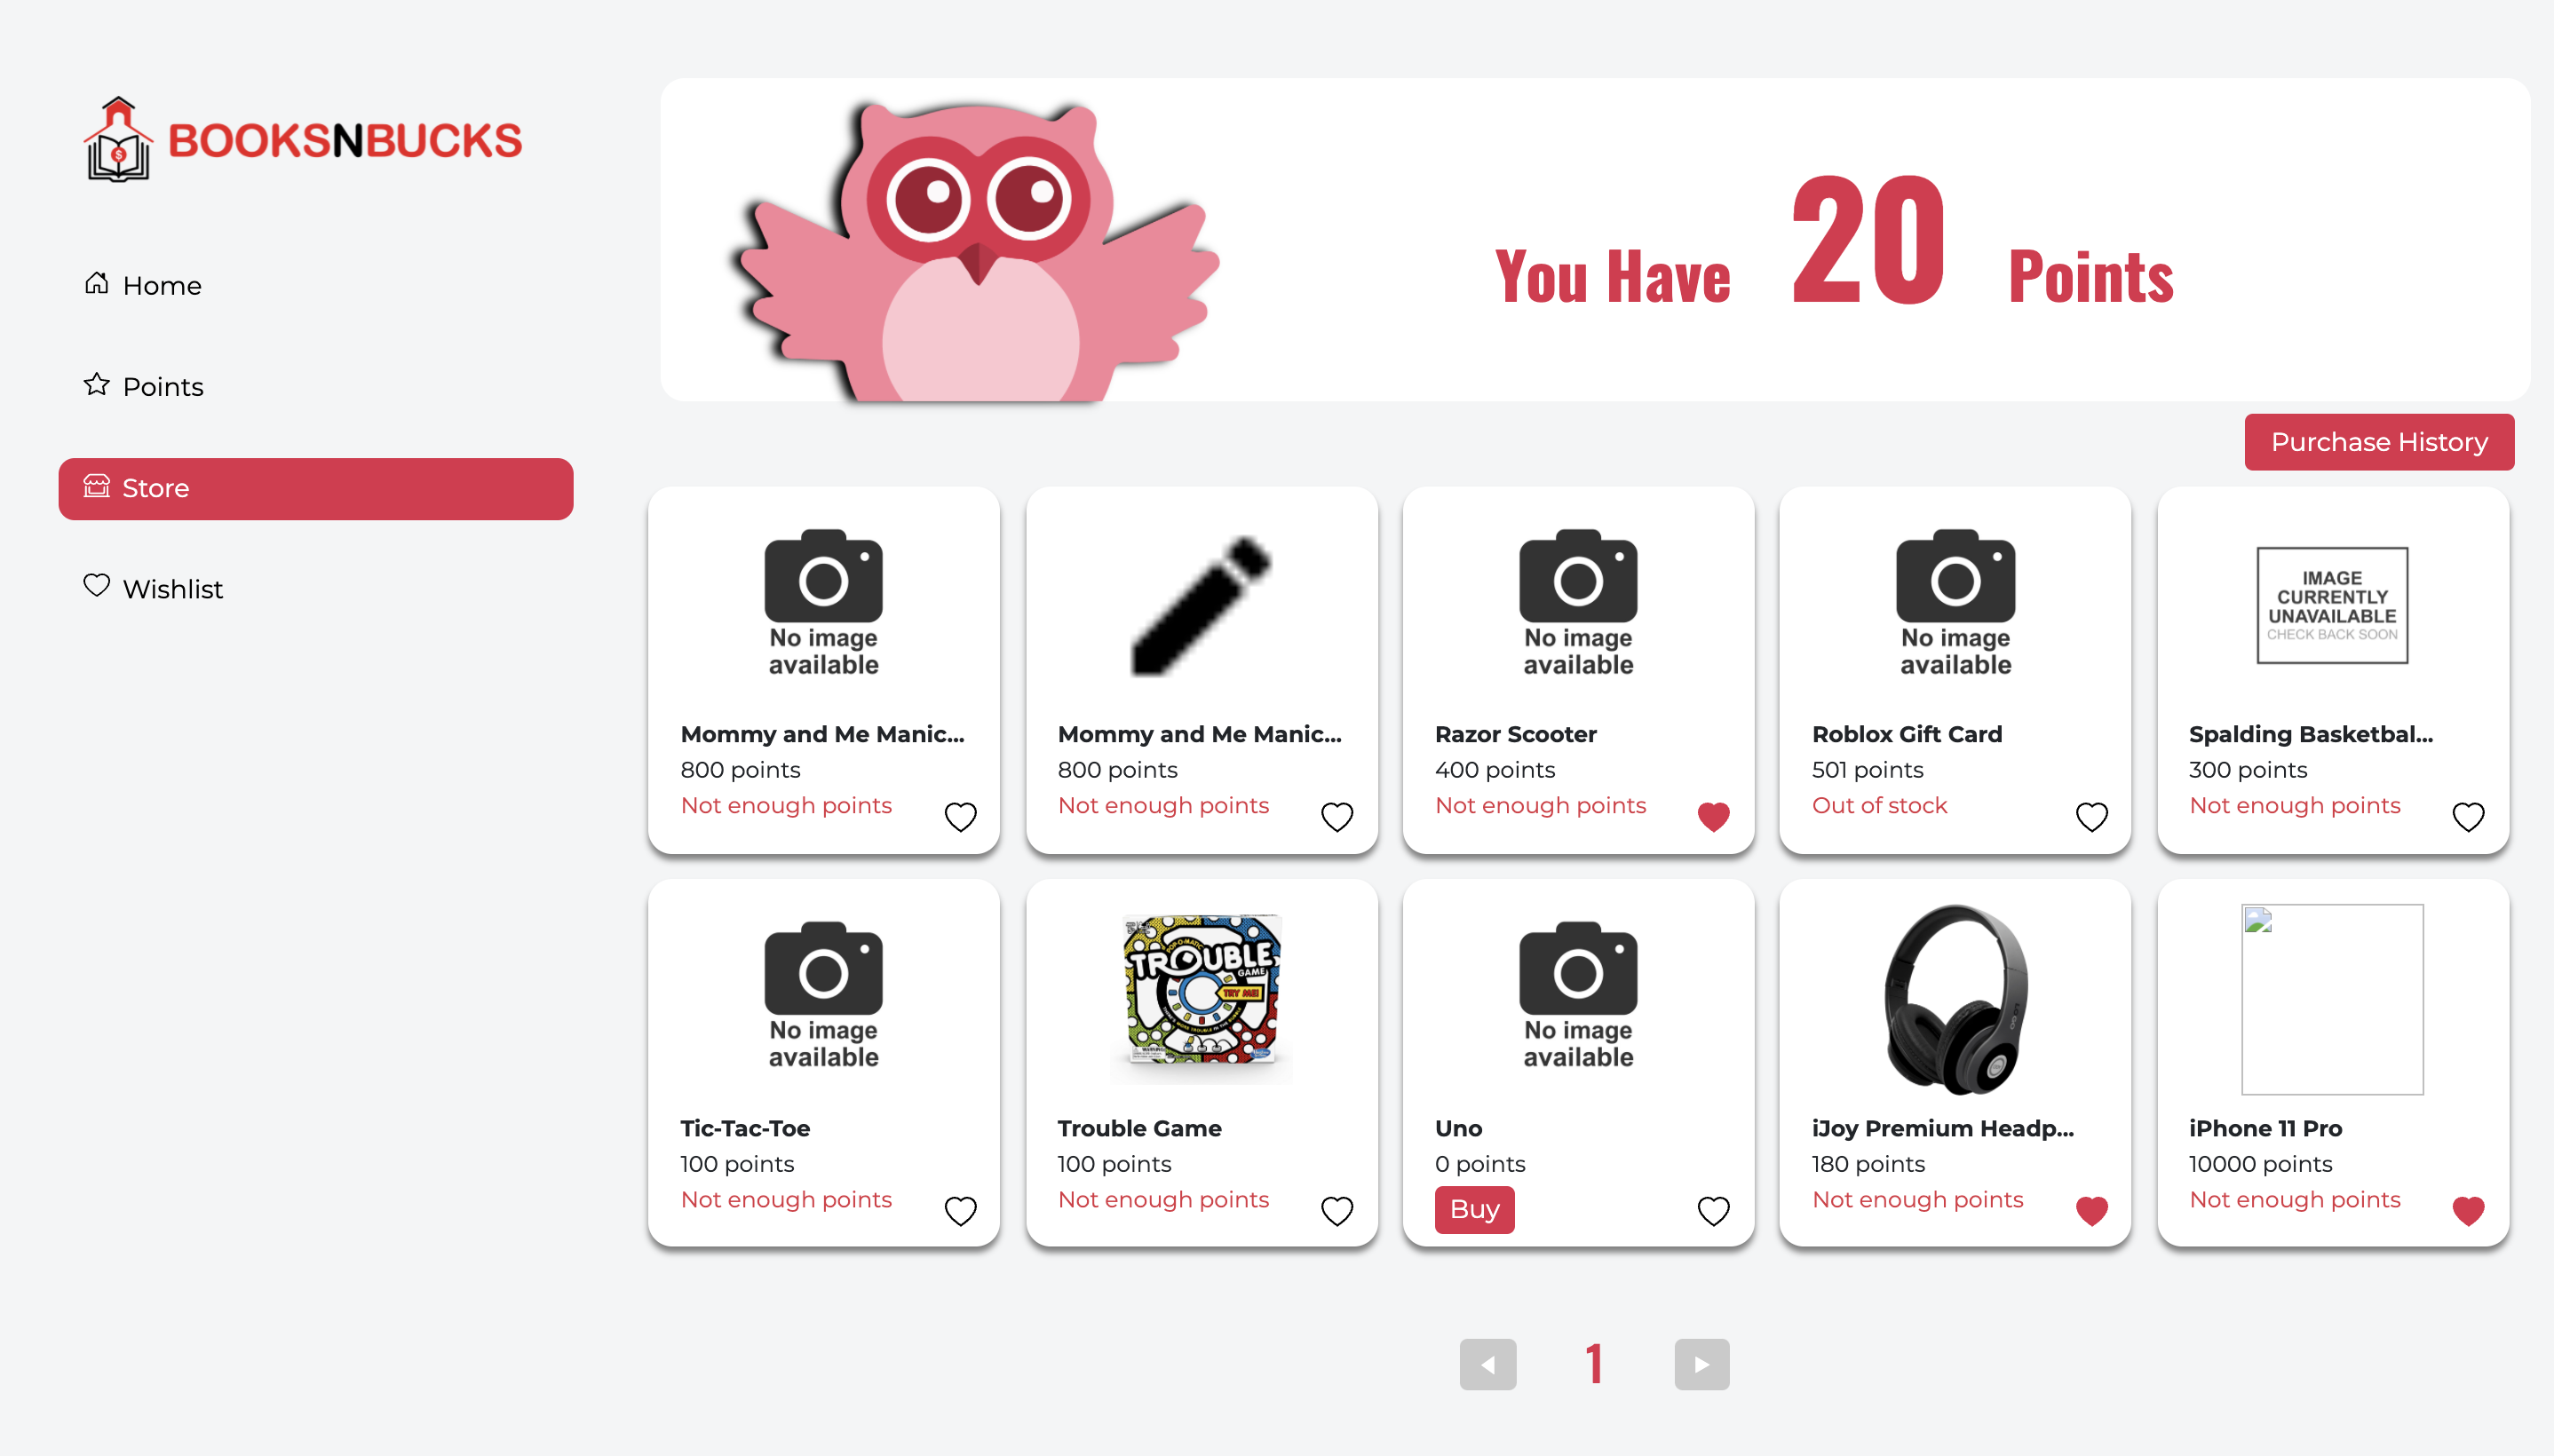 BOOKSNBUCKS
Home
Points
Store
Wishlist
You Have 20 Points
Purchase History
No image
available
Mommy and Me Manic...
800 points
Not enough points
Mommy and Me Manic...
800 points
Not enough points
No image
available
Razor Scooter
400 points
Not enough points
No image
available
Roblox Gift Card
501 points
Out of stock
IMAGE
CURRENTLY
UNAVAILABLE
CHECK BACK SOON
Spalding Basketbal...
300 points
Not enough points
No image
available
Tic-Tac-Toe
100 points
Not enough points
POP-O-MATIC
TROUBLE
GAME
TRY ME!
Trouble Game
100 points
Not enough points
No image
available
Uno
0 points
Buy
iJoy Premium Headp...
180 points
Not enough points
iPhone 11 Pro
10000 points
Not enough points
1